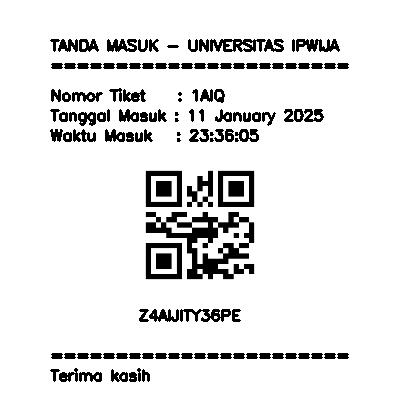 TANDA MASUK - UNIVERSITAS IPWIJA
=======================
Nomor Tiket : 1AIQ
Tanggal Masuk : 11 January 2025
Waktu Masuk : 23:36:05
Z4AIJITY36PE
=======================
Terima kasih